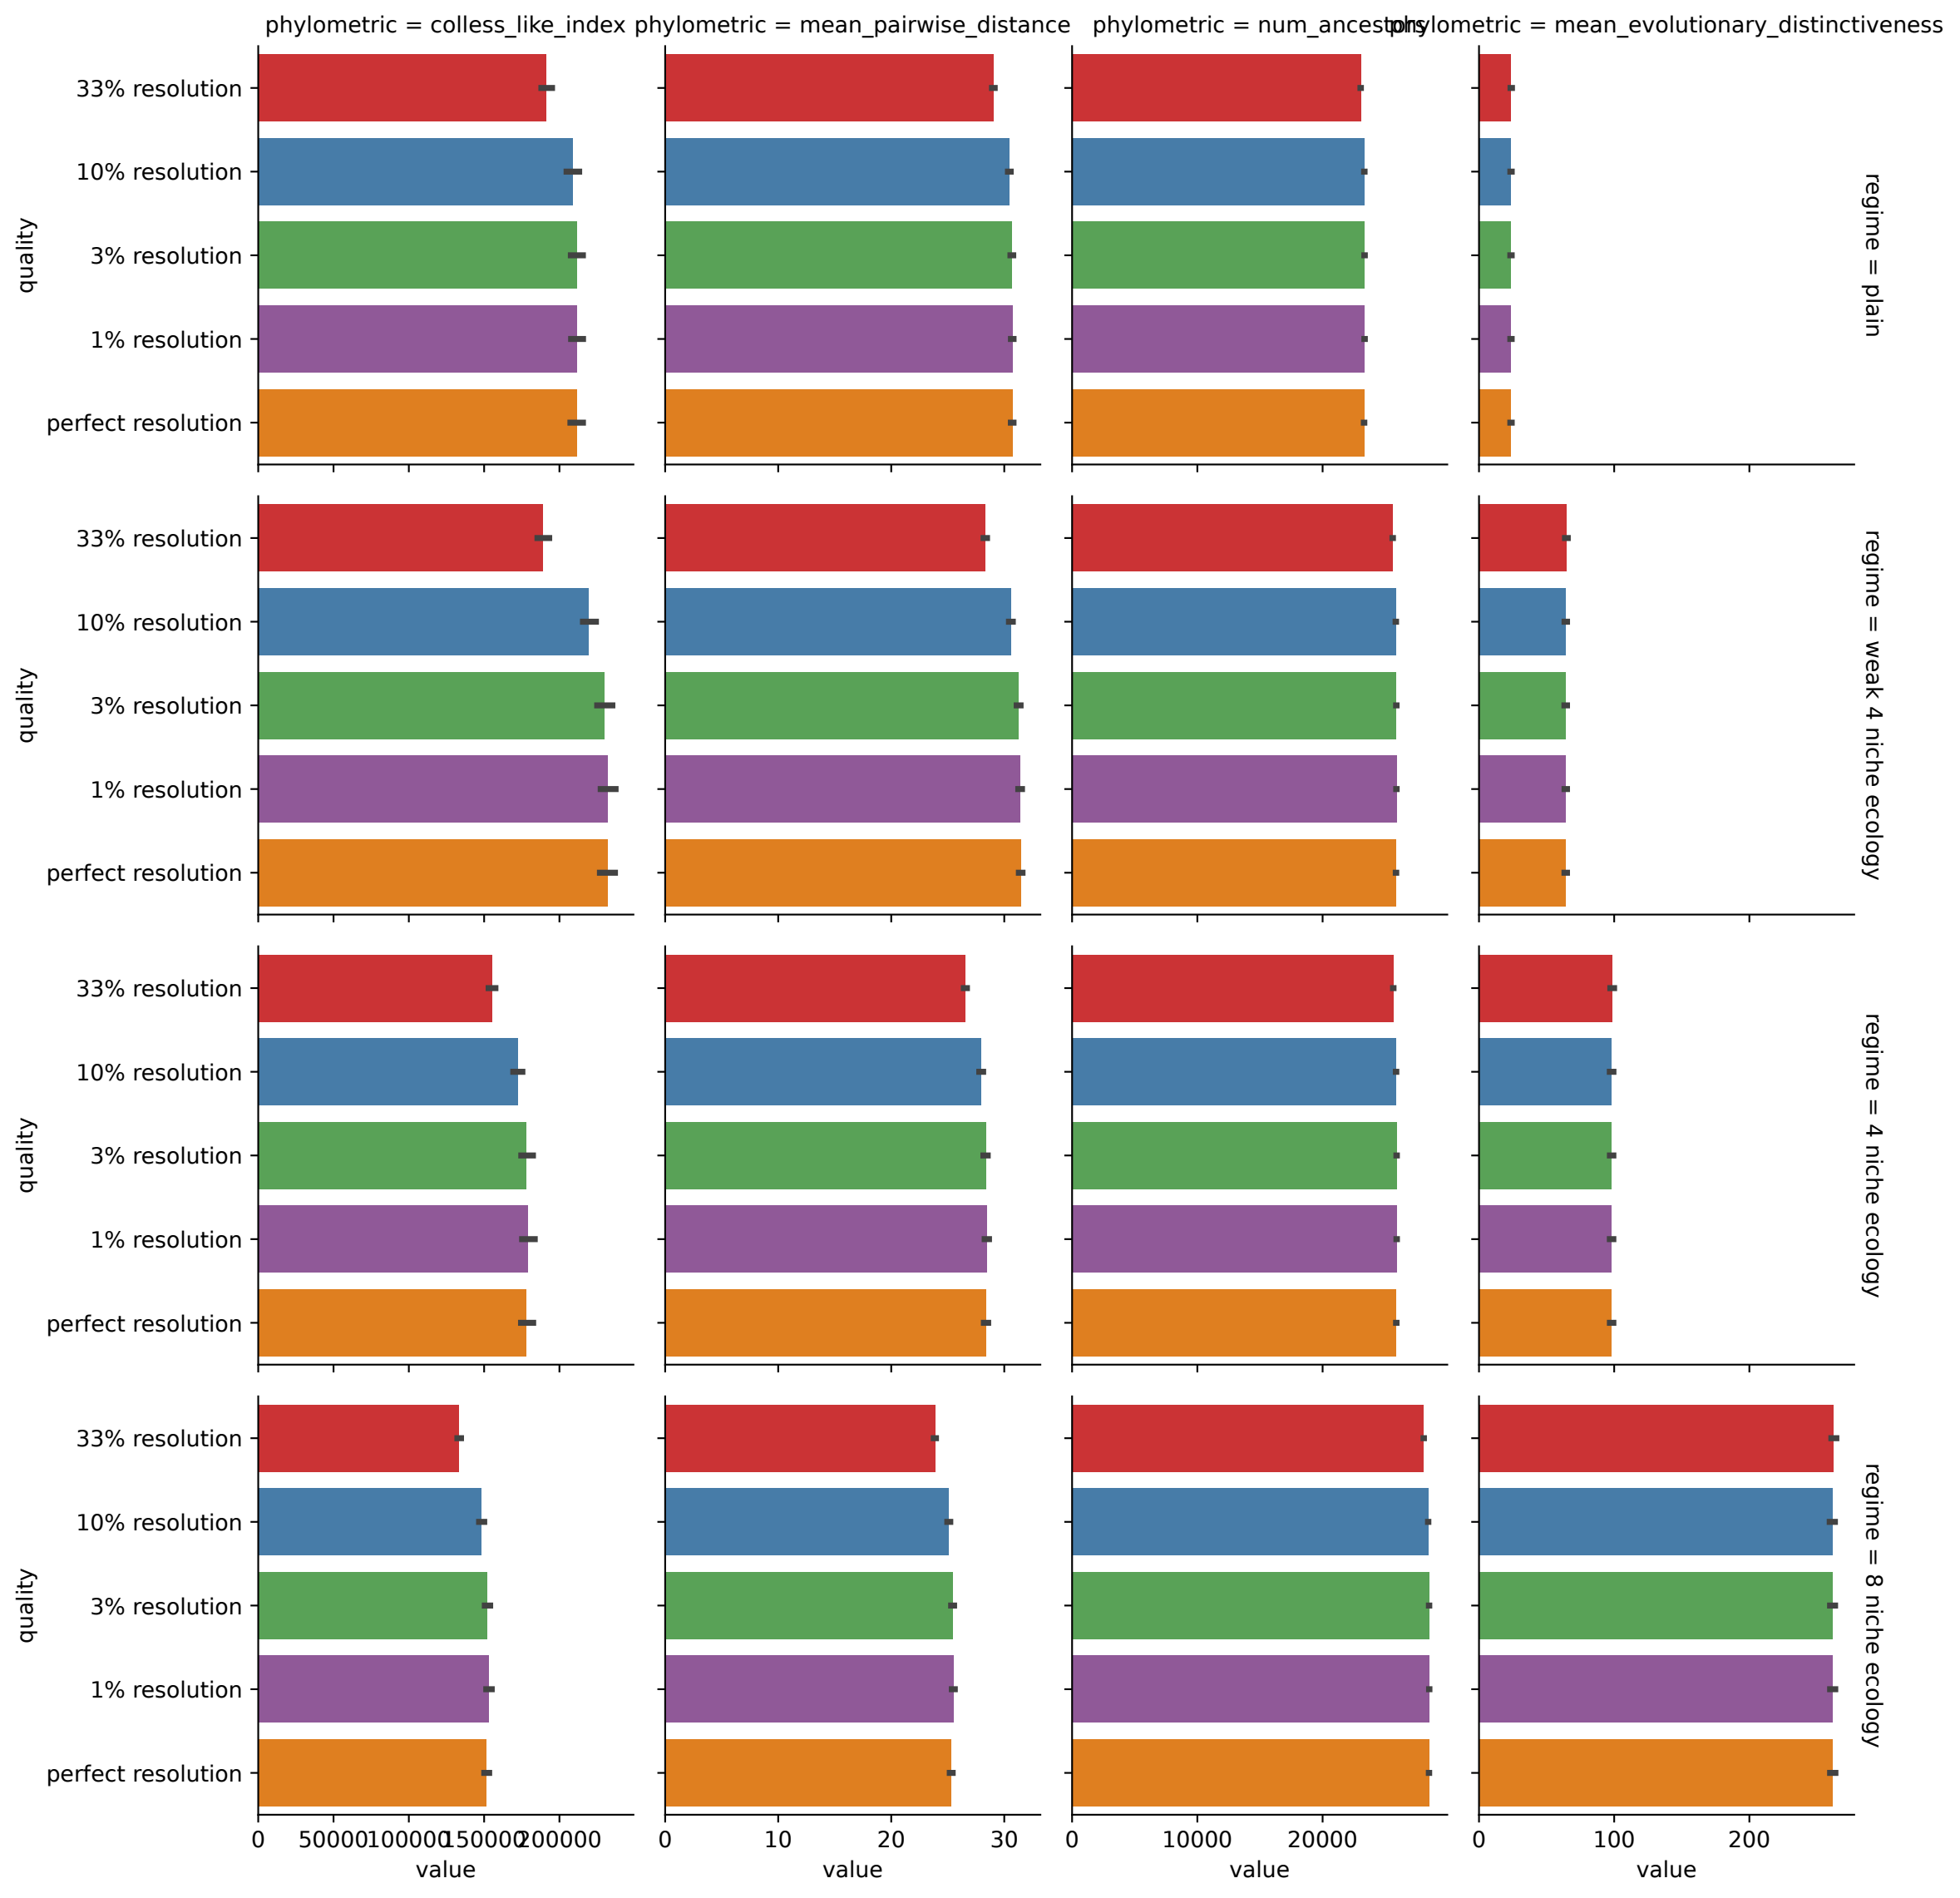 phylometric = colless_like_index
phylometric = mean_pairwise_distance
phylometric = num_ancestors
phylometric = mean_evolutionary_distinctiveness
quality
33% resolution
10% resolution
3% resolution
1% resolution
perfect resolution
regime = plain
quality
33% resolution
10% resolution
3% resolution
1% resolution
perfect resolution
regime = weak 4 niche ecology
quality
33% resolution
10% resolution
3% resolution
1% resolution
perfect resolution
regime = 4 niche ecology
quality
33% resolution
10% resolution
3% resolution
1% resolution
perfect resolution
regime = 8 niche ecology
0 50000 100000 150000 200000
0 10 20 30
0 10000 20000
0 100 200
value
value
value
value